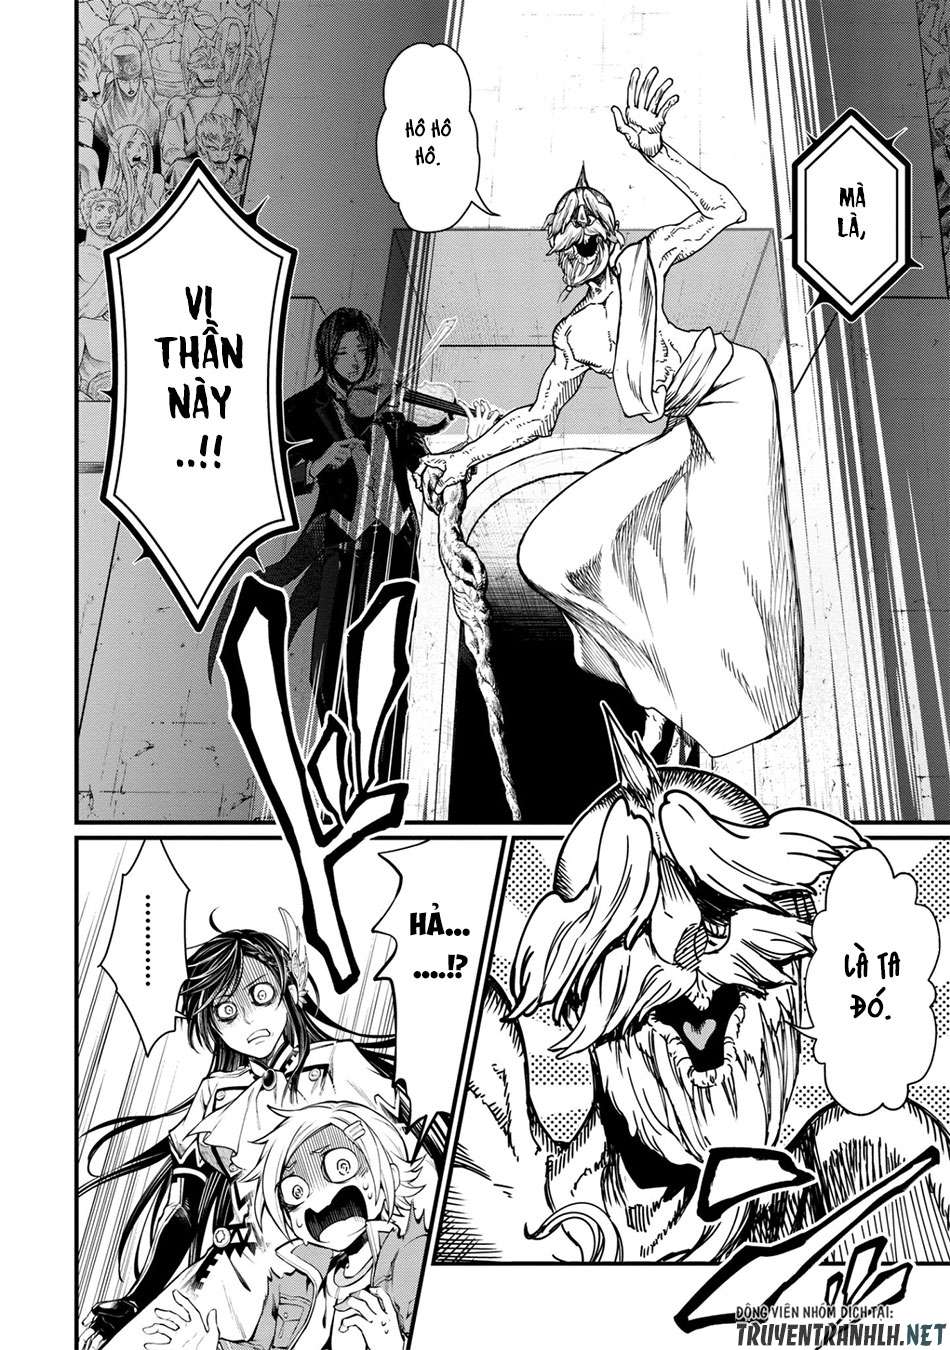 MÀ
LÀ,
HÔ HÔ
HÔ.
VỊ
THẦN
NÀY
..!!
LÀ TA
ĐÓ.
HẢ...
.....!?
........
ĐỘNG VIÊN NHÓM DỊCH TẠI:
TRUYENTRANHLH.NET